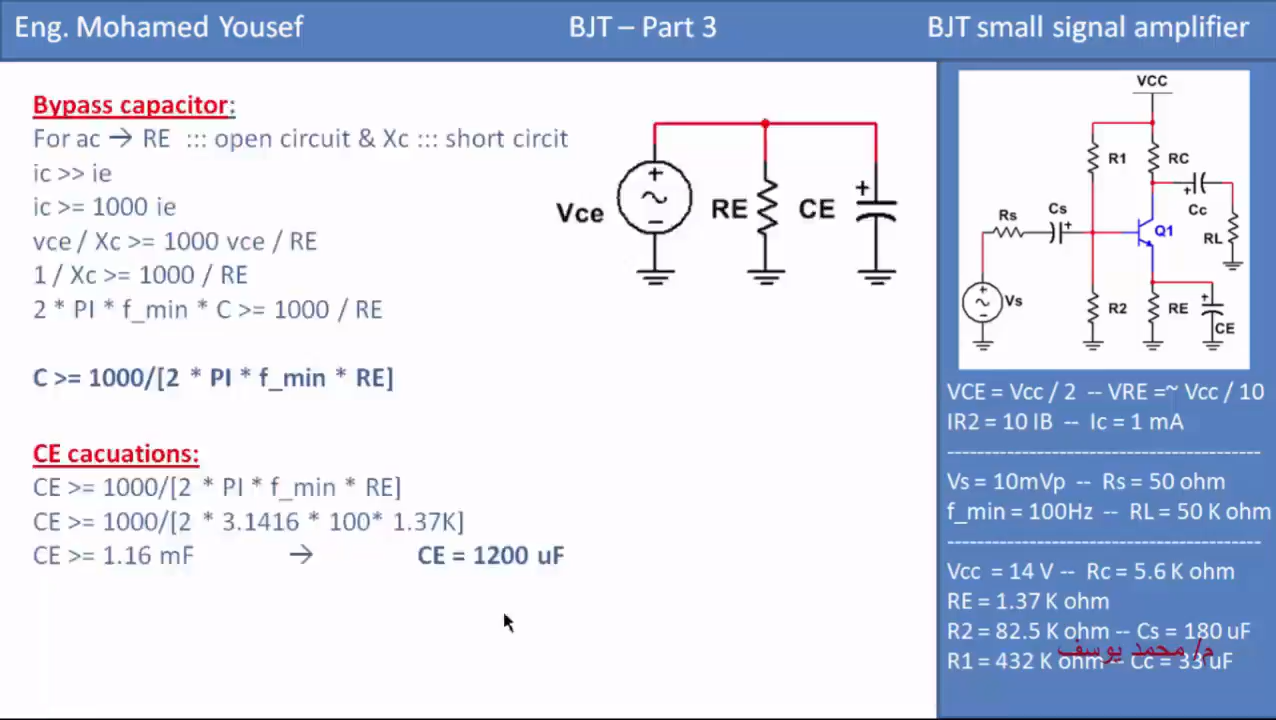 Eng. Mohamed Yousef
BJT – Part 3
BJT small signal amplifier
Bypass capacitor:
For ac → RE ::: open circuit & Xc ::: short circit
ic >> ie
ic >= 1000 ie
vce / Xc >= 1000 vce / RE
1 / Xc >= 1000 / RE
2 * PI * f_min * C >= 1000 / RE
C >= 1000/[2 * PI * f_min * RE]
CE cacuations:
CE >= 1000/[2 * PI * f_min * RE]
CE >= 1000/[2 * 3.1416 * 100* 1.37K]
CE >= 1.16 mF → CE = 1200 uF
Vce
+
−
RE
CE
+
VCC
R1
RC
+
Cc
Rs
Cs
+
Q1
RL
+
−
Vs
R2
RE
+
CE
VCE = Vcc / 2 -- VRE =~ Vcc / 10
IR2 = 10 IB -- Ic = 1 mA
------------------------------------------
Vs = 10mVp -- Rs = 50 ohm
f_min = 100Hz -- RL = 50 K ohm
------------------------------------------
Vcc = 14 V -- Rc = 5.6 K ohm
RE = 1.37 K ohm
R2 = 82.5 K ohm -- Cs = 180 uF
م/ محمد يوسف
R1 = 432 K ohm -- Cc = 33 uF